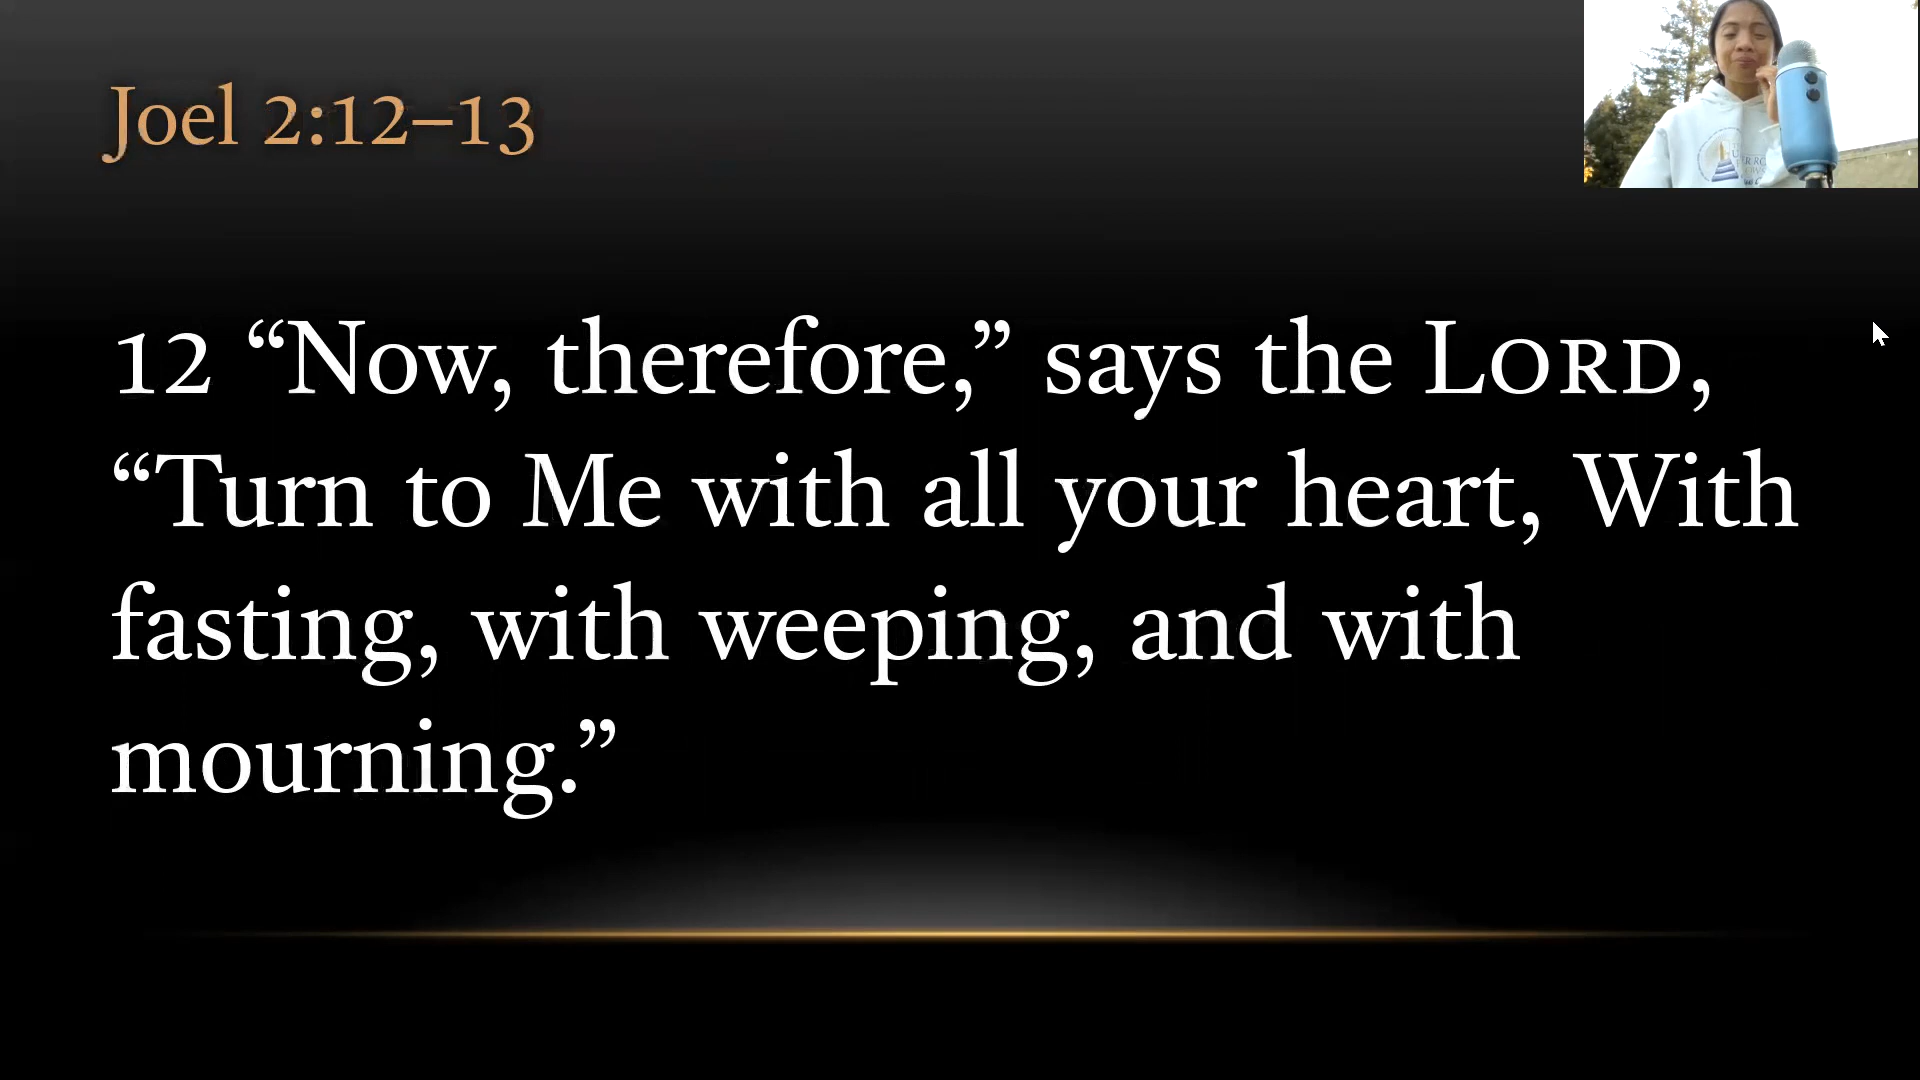 Joel 2:12–13
12 “Now, therefore,” says the LORD,
“Turn to Me with all your heart, With
fasting, with weeping, and with
mourning.”